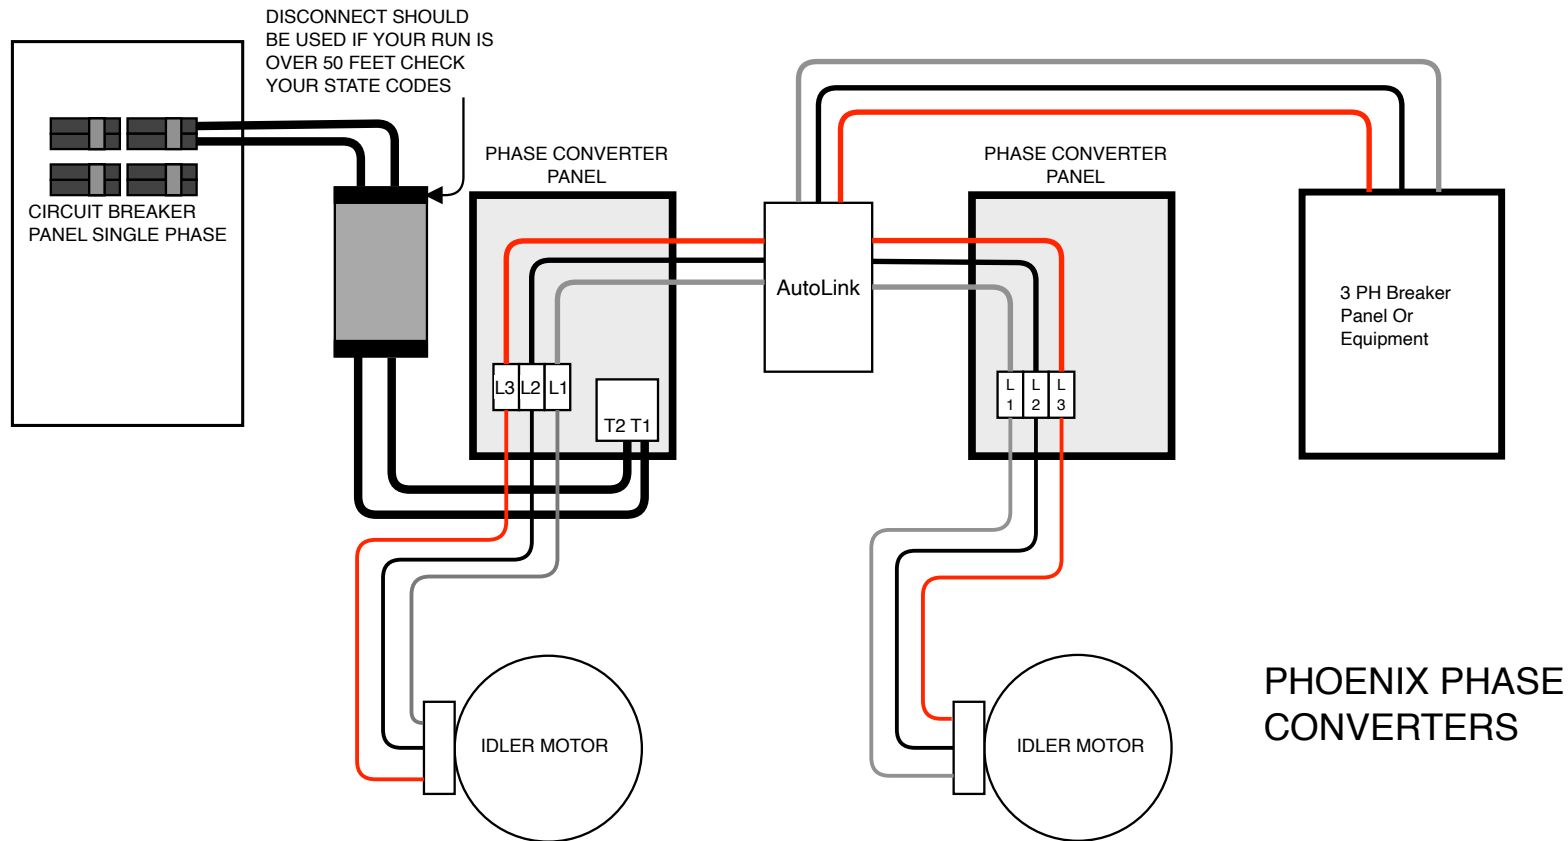 DISCONNECT SHOULD
BE USED IF YOUR RUN IS
OVER 50 FEET CHECK
YOUR STATE CODES
CIRCUIT BREAKER
PANEL SINGLE PHASE
PHASE CONVERTER
PANEL
L3 L2 L1
T2 T1
AutoLink
PHASE CONVERTER
PANEL
L L L
1 2 3
3 PH Breaker
Panel Or
Equipment
IDLER MOTOR
IDLER MOTOR
PHOENIX PHASE
CONVERTERS